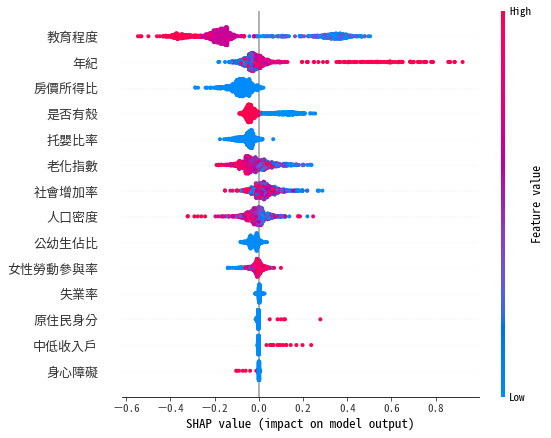 High
教育程度
年紀
房價所得比
是否有殼
托嬰比率
老化指數
社會增加率
人口密度
公幼生佔比
女性勞動參與率
失業率
原住民身分
中低收入戶
身心障礙
Feature value
Low
−0.6 −0.4 −0.2 0.0 0.2 0.4 0.6 0.8
SHAP value (impact on model output)